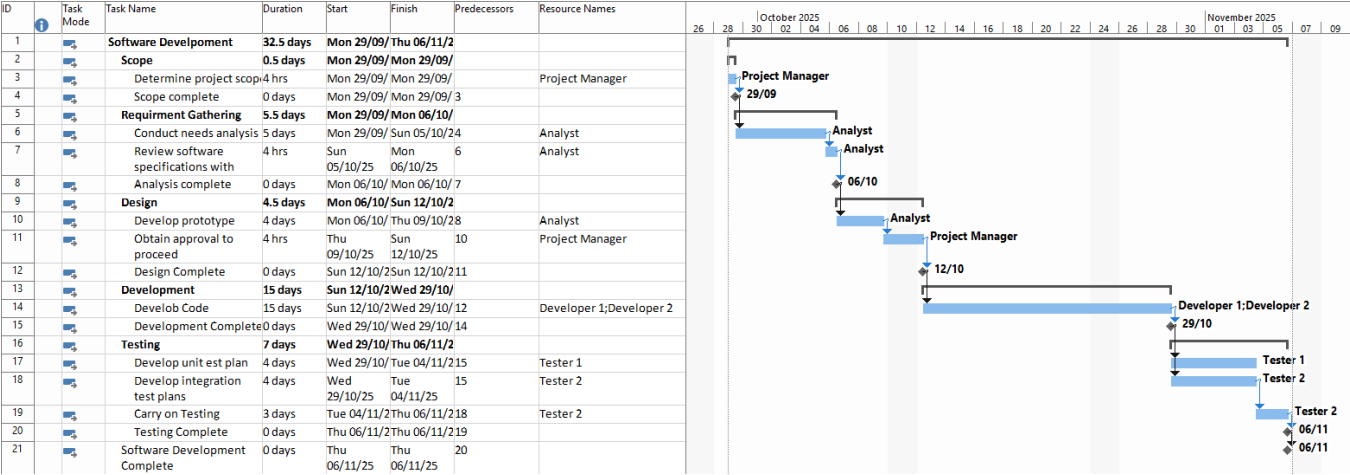 ID Task Mode Task Name Duration Start Finish Predecessors Resource Names
1 Software Develpoment 32.5 days Mon 29/09/ Thu 06/11/2
2 Scope 0.5 days Mon 29/09/ Mon 29/09/
3 Determine project scope 4 hrs Mon 29/09/ Mon 29/09/ Project Manager
4 Scope complete 0 days Mon 29/09/ Mon 29/09/ 3
5 Requirment Gathering 5.5 days Mon 29/09/ Mon 06/10/
6 Conduct needs analysis 5 days Mon 29/09/ Sun 05/10/2 4 Analyst
7 Review software specifications with 4 hrs Sun 05/10/25 Mon 06/10/25 6 Analyst
8 Analysis complete 0 days Mon 06/10/ Mon 06/10/ 7
9 Design 4.5 days Mon 06/10/ Sun 12/10/2
10 Develop prototype 4 days Mon 06/10/ Thu 09/10/2 8 Analyst
11 Obtain approval to proceed 4 hrs Thu 09/10/25 Sun 12/10/25 10 Project Manager
12 Design Complete 0 days Sun 12/10/2 Sun 12/10/2 11
13 Development 15 days Sun 12/10/2 Wed 29/10/
14 Develob Code 15 days Sun 12/10/2 Wed 29/10/ 12 Developer 1;Developer 2
15 Development Complete 0 days Wed 29/10/ Wed 29/10/ 14
16 Testing 7 days Wed 29/10/ Thu 06/11/2
17 Develop unit est plan 4 days Wed 29/10/ Tue 04/11/2 15 Tester 1
18 Develop integration test plans 4 days Wed 29/10/25 Tue 04/11/25 15 Tester 2
19 Carry on Testing 3 days Tue 04/11/2 Thu 06/11/2 18 Tester 2
20 Testing Complete 0 days Thu 06/11/2 Thu 06/11/2 19
21 Software Development Complete 0 days Thu 06/11/25 Thu 06/11/25 20
October 2025 November 2025
26 28 30 02 04 06 08 10 12 14 16 18 20 22 24 26 28 30 01 03 05 07 09
Project Manager
29/09
Analyst
Analyst
06/10
Analyst
Project Manager
12/10
Developer 1;Developer 2
29/10
Tester 1
Tester 2
Tester 2
06/11
06/11